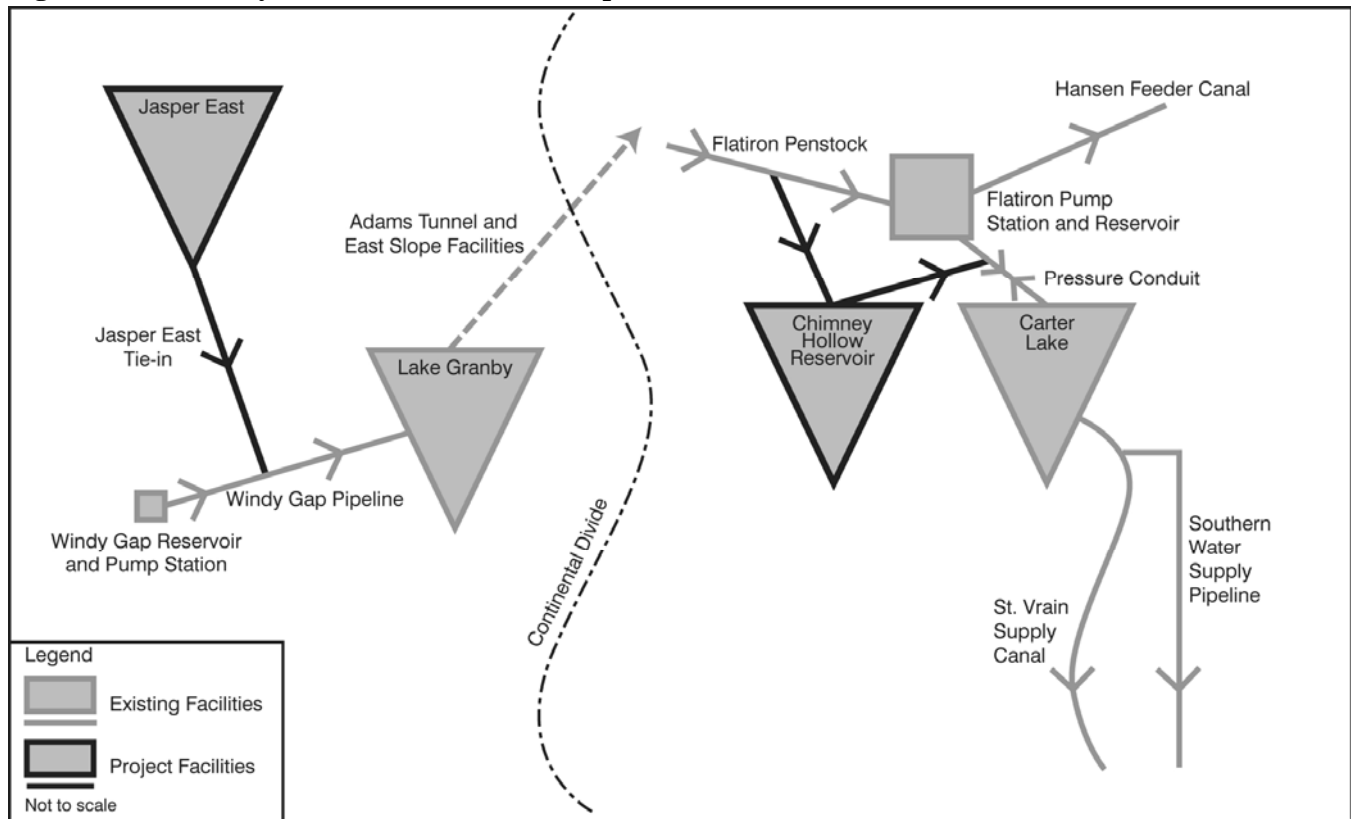 Jasper East
Jasper East
Tie-in
Windy Gap Reservoir
and Pump Station
Windy Gap Pipeline
Lake Granby
Adams Tunnel and
East Slope Facilities
Continental Divide
Flatiron Penstock
Hansen Feeder Canal
Flatiron Pump
Station and Reservoir
Pressure Conduit
Chimney
Hollow
Reservoir
Carter
Lake
St. Vrain
Supply
Canal
Southern
Water
Supply
Pipeline
Legend
Existing Facilities
Project Facilities
Not to scale